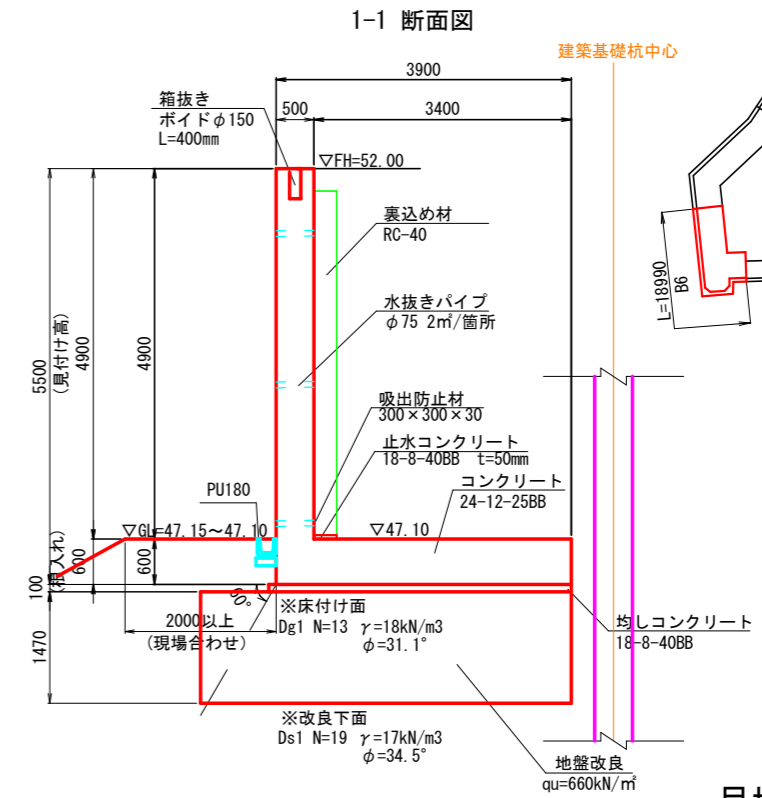 1-1 断面図
建築基礎杭中心
3900
500
3400
箱抜き
ボイドφ150
L=400mm
▽FH=52.00
裏込め材
RC-40
水抜きパイプ
φ75 2㎡/箇所
L=18990
B6
5500
(見付け高)
4900
4900
吸出防止材
300×300×30
止水コンクリート
18-8-40BB t=50mm
コンクリート
24-12-25BB
PU180
▽GL=47.15～47.10
▽47.10
(根入れ)
600
600
100
60°
2000以上
(現場合わせ)
1470
※床付け面
Dg1 N=13 γ=18kN/m3
φ=31.1°
均しコンクリート
18-8-40BB
※改良下面
Ds1 N=19 γ=17kN/m3
φ=34.5°
地盤改良
qu=660kN/㎡